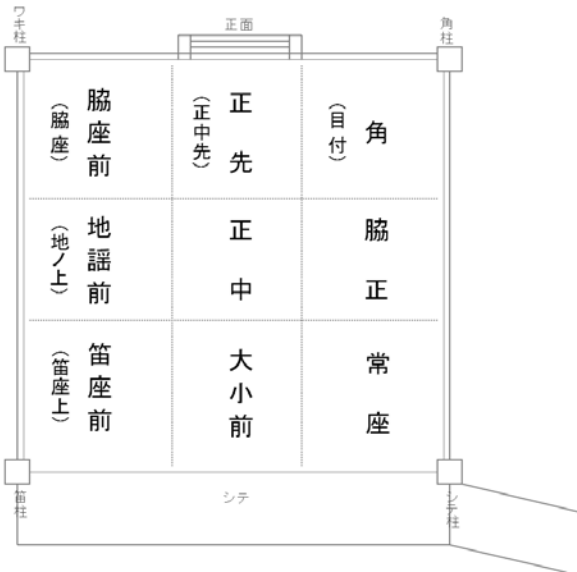 ワキ柱
正面
角柱
脇座前
（脇座）
正先
（正中先）
角
（目付）
地謡前
（地ノ上）
正中
脇正
笛座前
（笛座上）
大小前
常座
笛柱
シテ
シテ柱